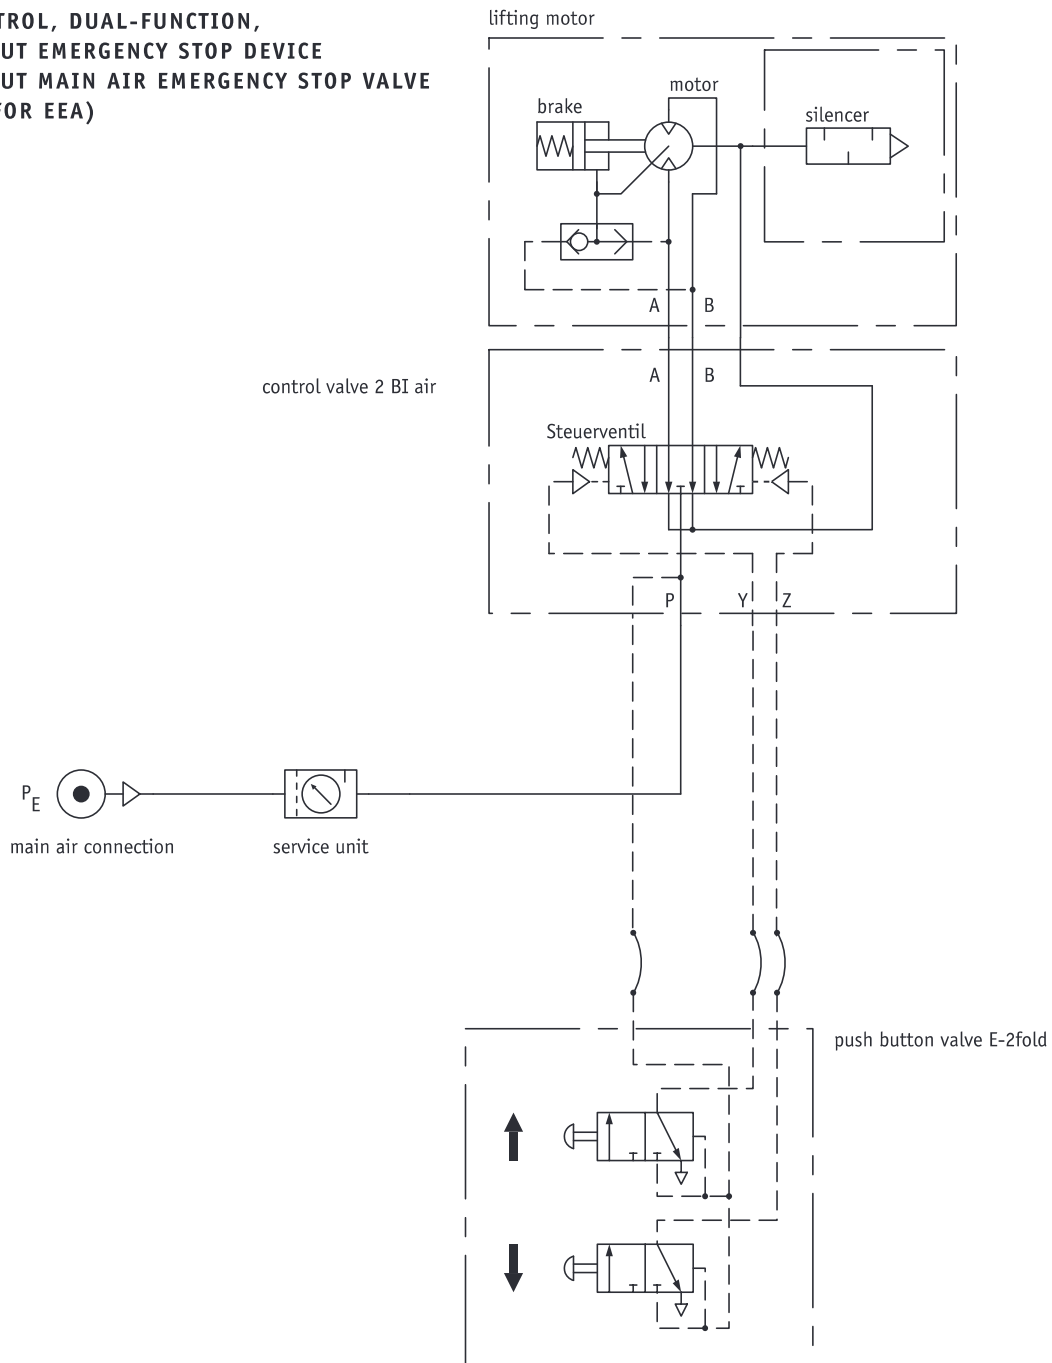 TROL, DUAL-FUNCTION,
UT EMERGENCY STOP DEVICE
UT MAIN AIR EMERGENCY STOP VALVE
FOR EEA)
lifting motor
motor
brake
silencer
A B
A B
control valve 2 BI air
Steuerventil
P Y Z
PE
main air connection
service unit
push button valve E-2fold